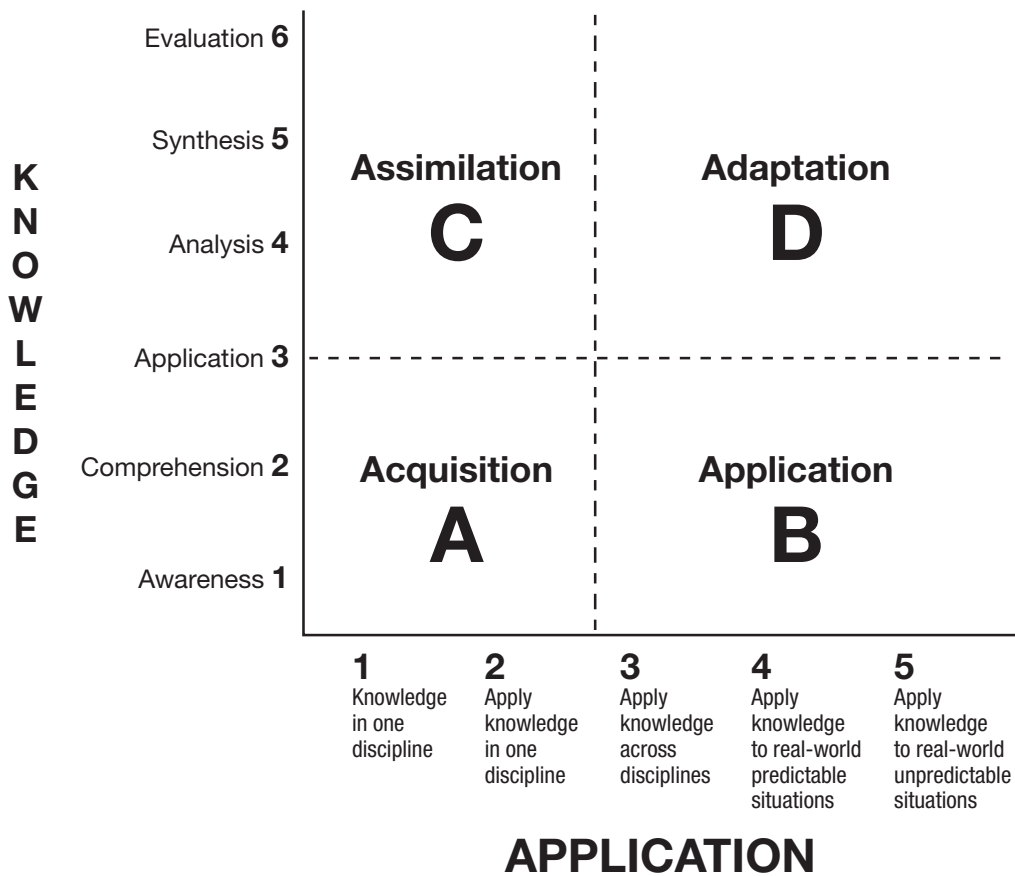 KNOWLEDGE
Evaluation 6
Synthesis 5
Analysis 4
Application 3
Comprehension 2
Awareness 1
Assimilation
C
Adaptation
D
Acquisition
A
Application
B
1
Knowledge
in one
discipline
2
Apply
knowledge
in one
discipline
3
Apply
knowledge
across
disciplines
4
Apply
knowledge
to real-world
predictable
situations
5
Apply
knowledge
to real-world
unpredictable
situations
APPLICATION